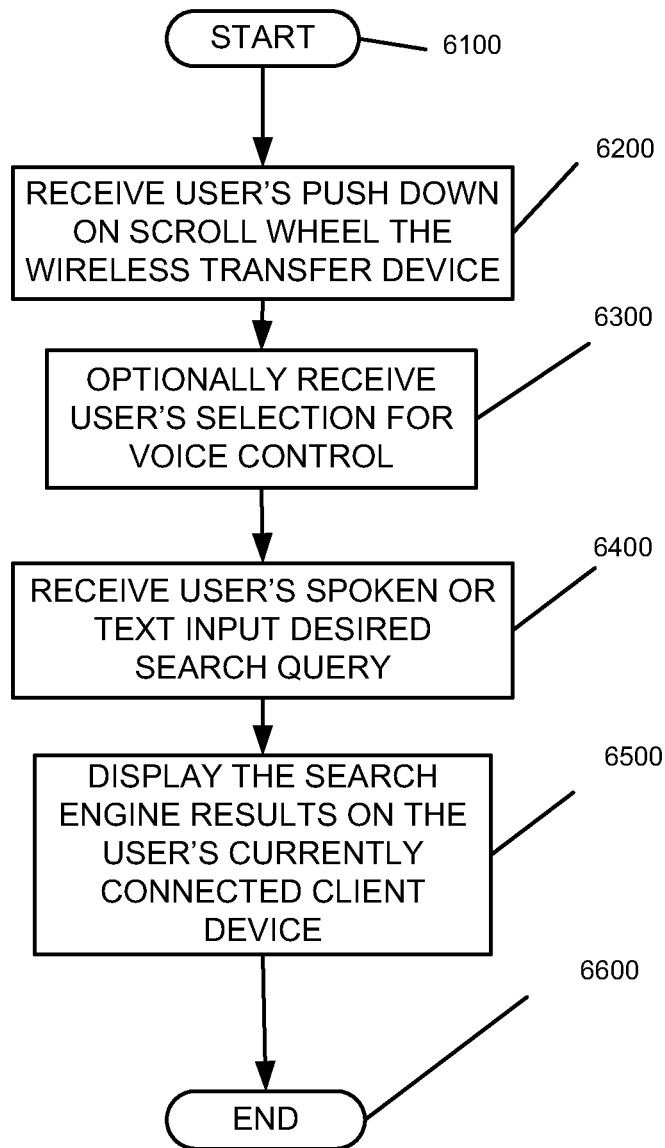 START
6100
6200
RECEIVE USER'S PUSH DOWN
ON SCROLL WHEEL THE
WIRELESS TRANSFER DEVICE
6300
OPTIONALLY RECEIVE
USER'S SELECTION FOR
VOICE CONTROL
6400
RECEIVE USER'S SPOKEN OR
TEXT INPUT DESIRED
SEARCH QUERY
6500
DISPLAY THE SEARCH
ENGINE RESULTS ON THE
USER'S CURRENTLY
CONNECTED CLIENT
DEVICE
6600
END